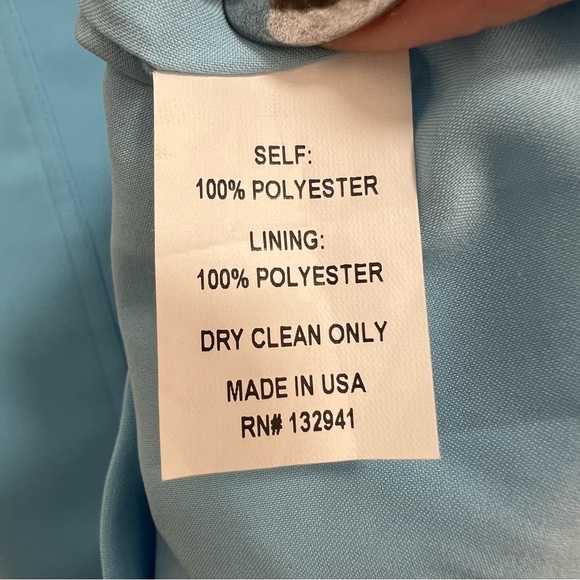 SELF:
100% POLYESTER
LINING:
100% POLYESTER
DRY CLEAN ONLY
MADE IN USA
RN# 132941